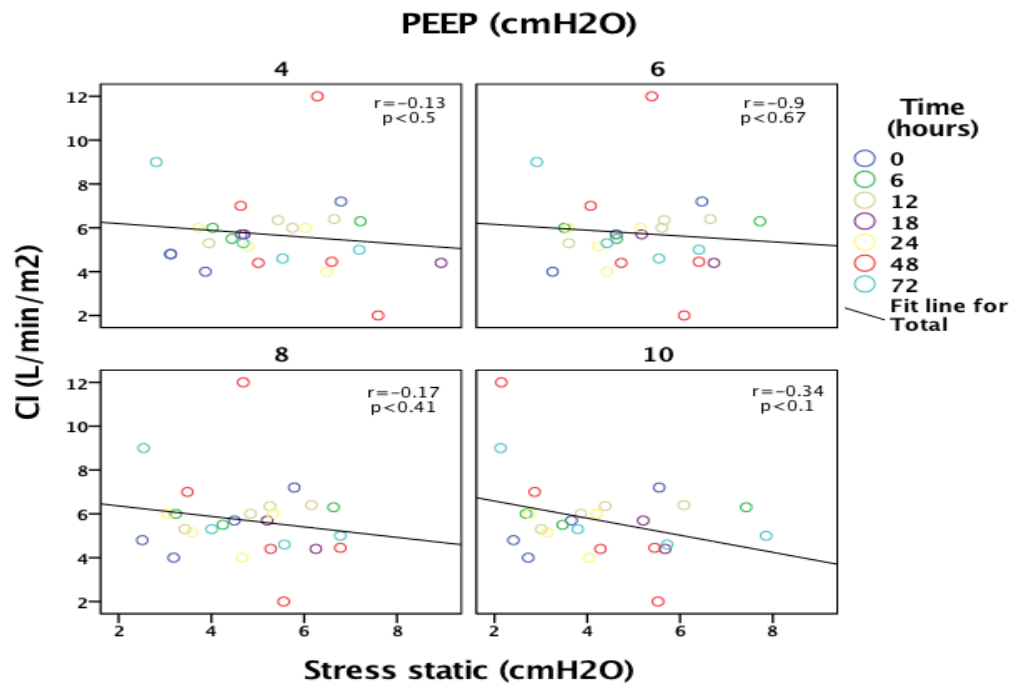 PEEP (cmH2O)
4
6
12
10
8
6
4
2
r=−0.13
p<0.5
r=−0.9
p<0.67
Time
(hours)
0
6
12
18
24
48
72
Fit line for
Total
CI (L/min/m2)
8
10
12
10
8
6
4
2
r=−0.17
p<0.41
r=−0.34
p<0.1
2
4
6
8
2
4
6
8
Stress static (cmH2O)